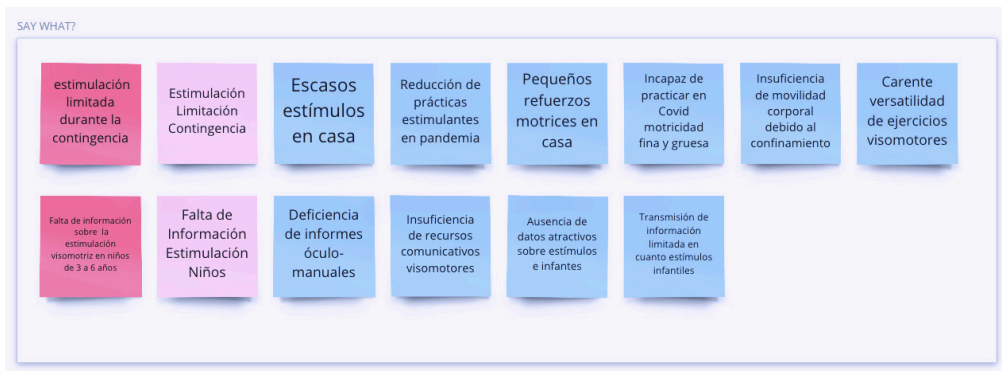 SAY WHAT?
estimulación
limitada
durante la
contingencia
Estimulación
Limitación
Contingencia
Escasos
estímulos
en casa
Reducción de
prácticas
estimulantes
en pandemia
Pequeños
refuerzos
motrices en
casa
Incapaz de
practicar en
Covid
motricidad
fina y gruesa
Insuficiencia
de movilidad
corporal
debido al
confinamiento
Carente
versatilidad
de ejercicios
visomotores
Falta de información
sobre la
estimulación
visomotriz en niños
de 3 a 6 años
Falta de
Información
Estimulación
Niños
Deficiencia
de informes
óculo-
manuales
Insuficiencia
de recursos
comunicativos
visomotores
Ausencia de
datos atractivos
sobre estímulos
e infantes
Transmisión de
información
limitada en
cuanto estímulos
infantiles